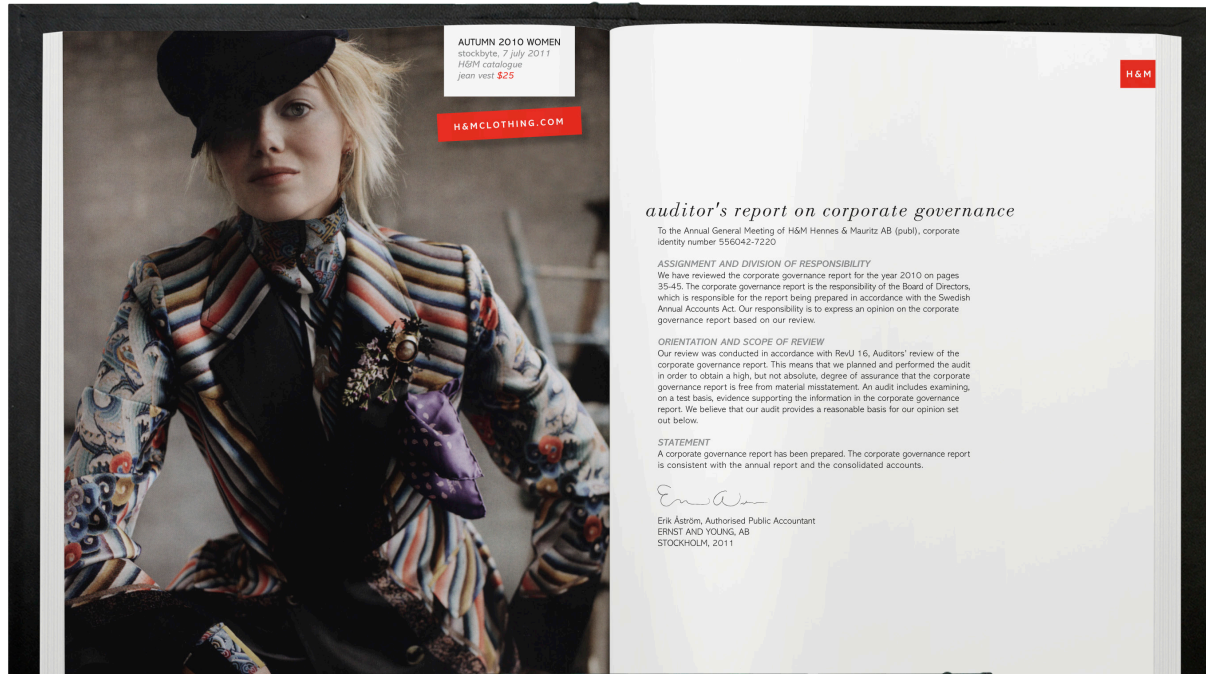 AUTUMN 2010 WOMEN
stockbyte, 7 july 2011
H&M catalogue
jean vest $25
H&MCLOTHING.COM
H&M
auditor's report on corporate governance
To the Annual General Meeting of H&M Hennes & Mauritz AB (publ), corporate
identity number 556042-7220
ASSIGNMENT AND DIVISION OF RESPONSIBILITY
We have reviewed the corporate governance report for the year 2010 on pages
35-45. The corporate governance report is the responsibility of the Board of Directors,
which is responsible for the report being prepared in accordance with the Swedish
Annual Accounts Act. Our responsibility is to express an opinion on the corporate
governance report based on our review.
ORIENTATION AND SCOPE OF REVIEW
Our review was conducted in accordance with RevU 16, Auditors' review of the
corporate governance report. This means that we planned and performed the audit
in order to obtain a high, but not absolute, degree of assurance that the corporate
governance report is free from material misstatement. An audit includes examining,
on a test basis, evidence supporting the information in the corporate governance
report. We believe that our audit provides a reasonable basis for our opinion set
out below.
STATEMENT
A corporate governance report has been prepared. The corporate governance report
is consistent with the annual report and the consolidated accounts.
Erik Åström, Authorised Public Accountant
ERNST AND YOUNG, AB
STOCKHOLM, 2011